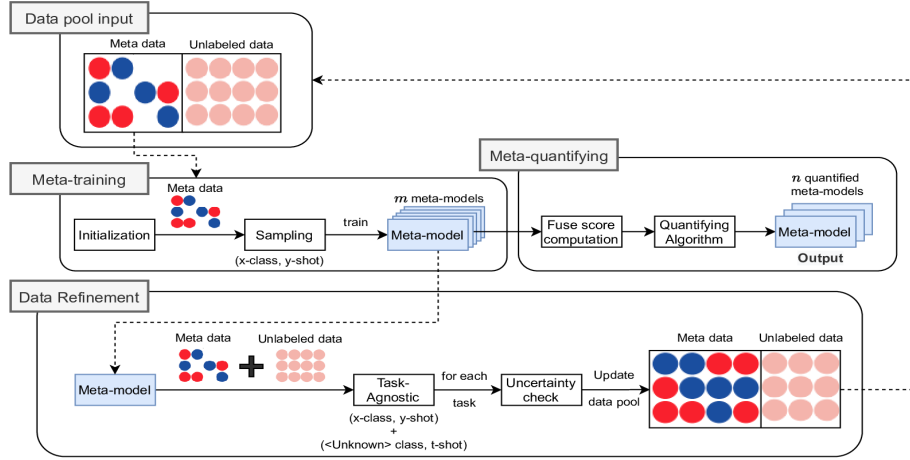 Data pool input
Meta data
Unlabeled data
Meta-training
Meta data
Initialization
Sampling
(x-class, y-shot)
train
m meta-models
Meta-model
Meta-quantifying
Fuse score
computation
Quantifying
Algorithm
n quantified
meta-models
Meta-model
Output
Data Refinement
Meta-model
Meta data
Unlabeled data
Task-
Agnostic
(x-class, y-shot)
+
(<Unknown> class, t-shot)
for each
task
Uncertainty
check
Update
data pool
Meta data
Unlabeled data